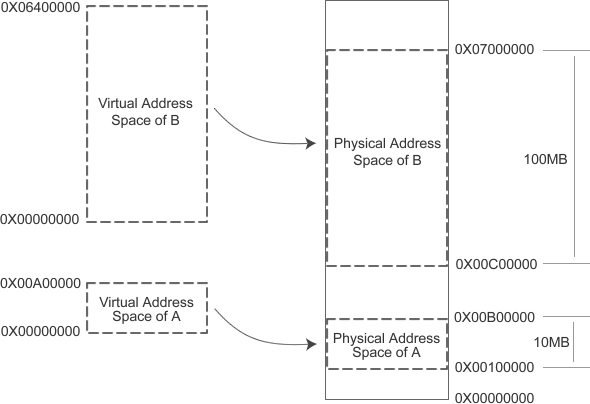 0X06400000
Virtual Address
Space of B
0X00000000
0X00A00000
Virtual Address
Space of A
0X00000000
0X07000000
Physical Address
Space of B
100MB
0X00C00000
0X00B00000
Physical Address
Space of A
10MB
0X00100000
0X00000000